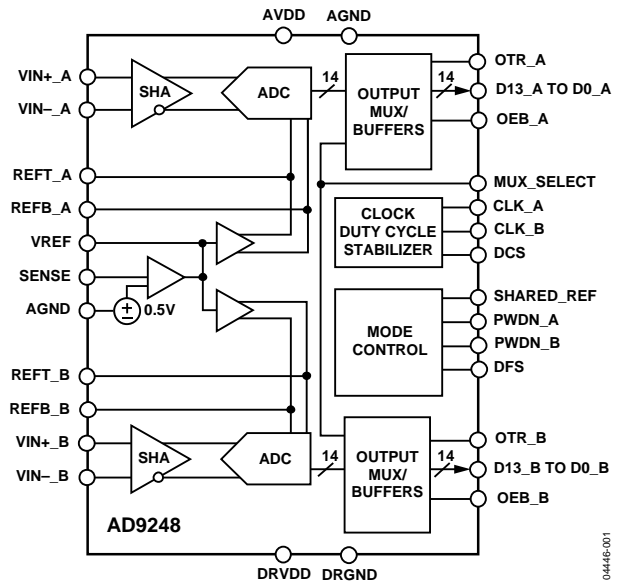 AVDD AGND
VIN+_A
VIN–_A
SHA
ADC
14
OUTPUT
MUX/
BUFFERS
14
OTR_A
D13_A TO D0_A
OEB_A
REFT_A
REFB_A
VREF
SENSE
AGND
0.5V
MUX_SELECT
CLOCK
DUTY CYCLE
STABILIZER
CLK_A
CLK_B
DCS
MODE
CONTROL
SHARED_REF
PWDN_A
PWDN_B
DFS
REFT_B
REFB_B
VIN+_B
VIN–_B
SHA
ADC
14
OUTPUT
MUX/
BUFFERS
14
OTR_B
D13_B TO D0_B
OEB_B
AD9248
DRVDD DRGND
04446-001